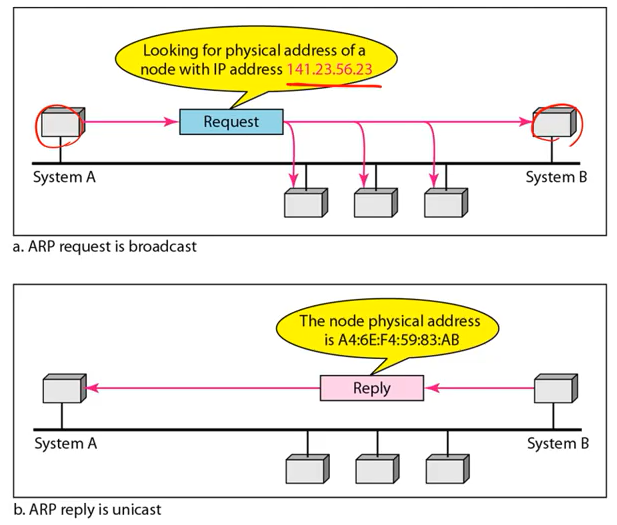 Looking for physical address of a
node with IP address 141.23.56.23
Request
System A
System B
a. ARP request is broadcast
The node physical address
is A4:6E:F4:59:83:AB
Reply
System A
System B
b. ARP reply is unicast